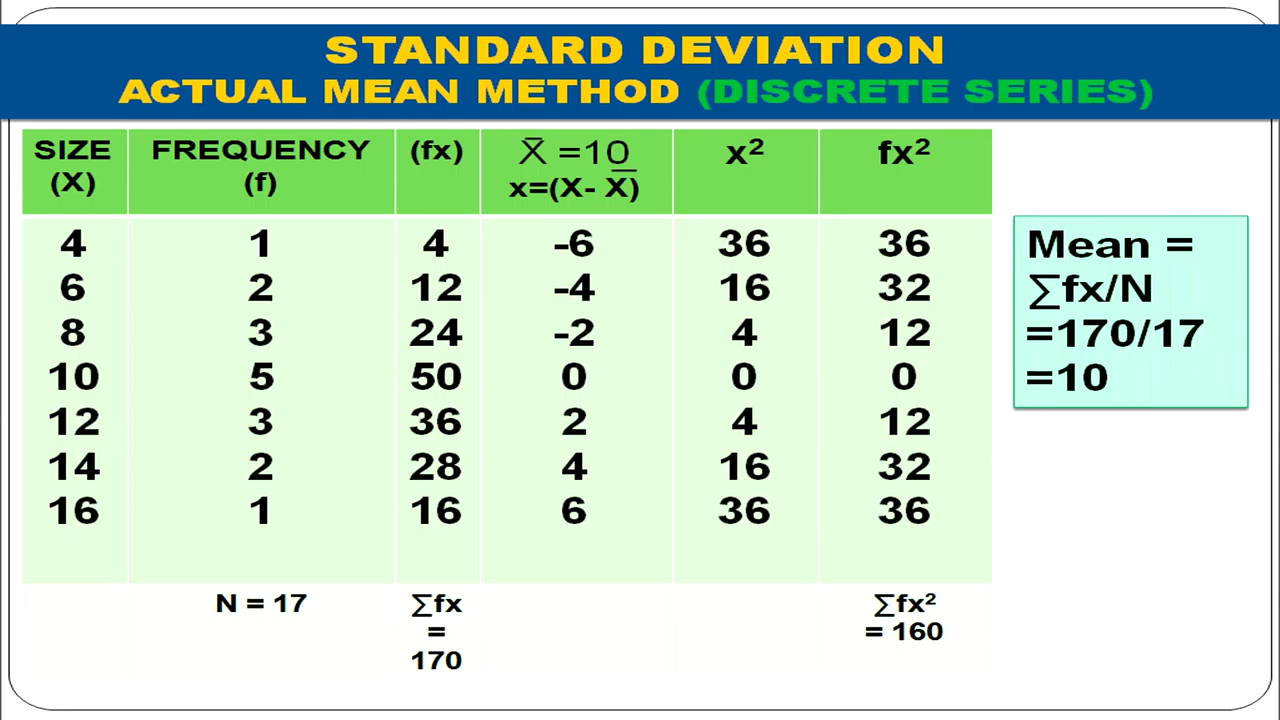 STANDARD DEVIATION
ACTUAL MEAN METHOD (DISCRETE SERIES)
SIZE (X) FREQUENCY (f) (fx) X̅ =10 x=(X- X̅) x² fx²
4 1 4 -6 36 36
6 2 12 -4 16 32
8 3 24 -2 4 12
10 5 50 0 0 0
12 3 36 2 4 12
14 2 28 4 16 32
16 1 16 6 36 36
N = 17 ∑fx = 170 ∑fx² = 160
Mean =
∑fx/N
=170/17
=10